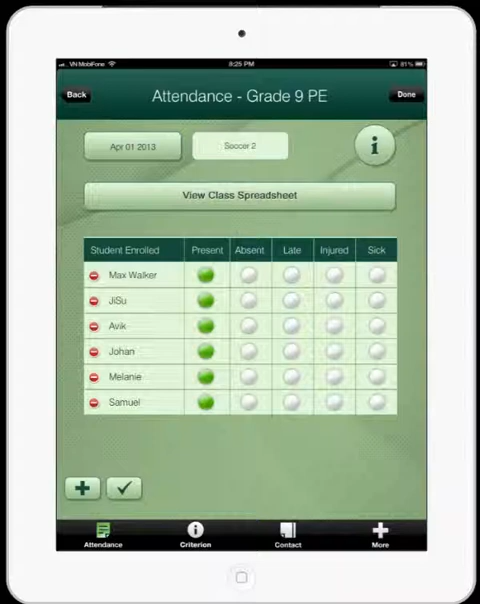 VN MobiFone 8:25 PM 81%
Back Attendance - Grade 9 PE Done
Apr 01 2013 Soccer 2 i
View Class Spreadsheet
Student Enrolled Present Absent Late Injured Sick
Max Walker
JiSu
Avik
Johan
Melanie
Samuel
Attendance Criterion Contact More